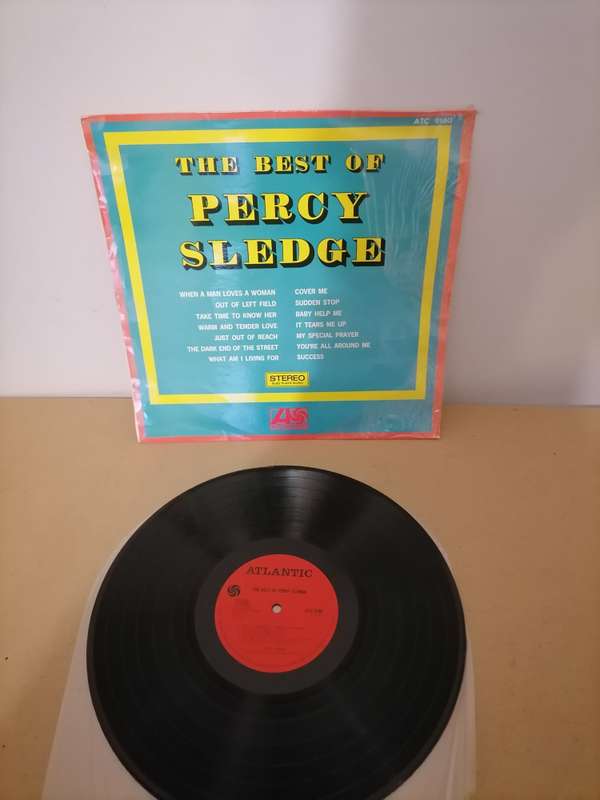 ATC 9160
THE BEST OF
PERCY
SLEDGE
WHEN A MAN LOVES A WOMAN
OUT OF LEFT FIELD
TAKE TIME TO KNOW HER
WARM AND TENDER LOVE
JUST OUT OF REACH
THE DARK END OF THE STREET
WHAT AM I LIVING FOR
COVER ME
SUDDEN STOP
BABY HELP ME
IT TEARS ME UP
MY SPECIAL PRAYER
YOU'RE ALL AROUND ME
SUCCESS
STEREO
ATLANTIC
THE BEST OF PERCY SLEDGE